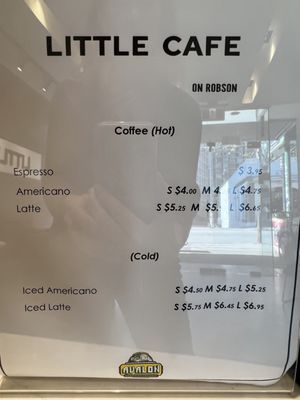 LITTLE CAFE
ON ROBSON
Coffee (Hot)
Espresso $ 3.95
Americano S $4.00 M L $4.75
Latte S $5.25 M L $6.65
(Cold)
Iced Americano S $4.50 M $4.75 L $5.25
Iced Latte S $5.75 M $6.45 L $6.95
AVALON